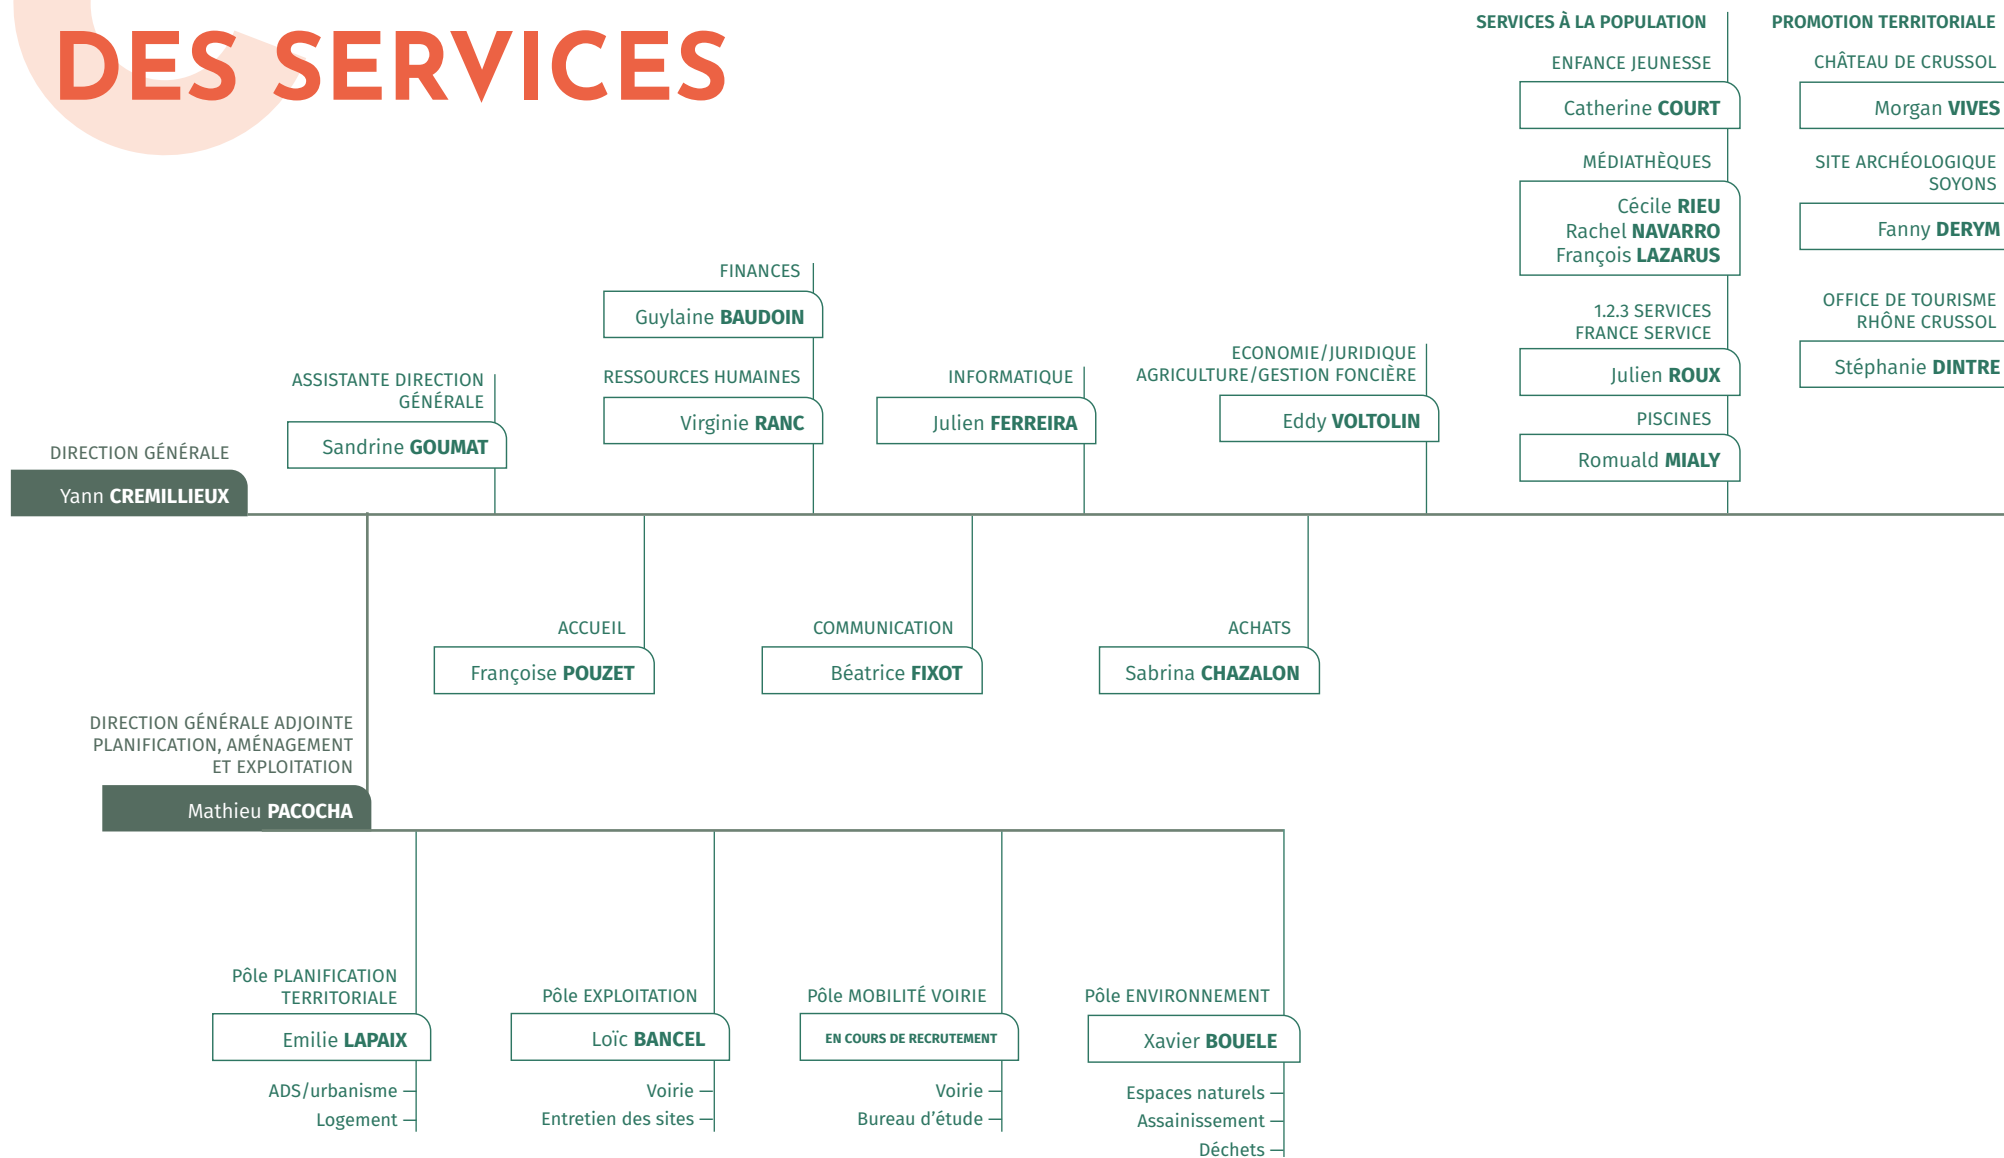 DES SERVICES
SERVICES À LA POPULATION
ENFANCE JEUNESSE
Catherine COURT
MÉDIATHÈQUES
Cécile RIEU
Rachel NAVARRO
François LAZARUS
1.2.3 SERVICES
FRANCE SERVICE
Julien ROUX
PISCINES
Romuald MIALY
PROMOTION TERRITORIALE
CHÂTEAU DE CRUSSOL
Morgan VIVES
SITE ARCHÉOLOGIQUE
SOYONS
Fanny DERYM
OFFICE DE TOURISME
RHÔNE CRUSSOL
Stéphanie DINTRE
FINANCES
Guylaine BAUDOIN
RESSOURCES HUMAINES
Virginie RANC
INFORMATIQUE
Julien FERREIRA
ECONOMIE/JURIDIQUE
AGRICULTURE/GESTION FONCIÈRE
Eddy VOLTOLIN
ASSISTANTE DIRECTION
GÉNÉRALE
Sandrine GOUMAT
DIRECTION GÉNÉRALE
Yann CREMILLIEUX
ACCUEIL
Françoise POUZET
COMMUNICATION
Béatrice FIXOT
ACHATS
Sabrina CHAZALON
DIRECTION GÉNÉRALE ADJOINTE
PLANIFICATION, AMÉNAGEMENT
ET EXPLOITATION
Mathieu PACOCHA
Pôle PLANIFICATION
TERRITORIALE
Emilie LAPAIX
ADS/urbanisme
Logement
Pôle EXPLOITATION
Loïc BANCEL
Voirie
Entretien des sites
Pôle MOBILITÉ VOIRIE
EN COURS DE RECRUTEMENT
Voirie
Bureau d'étude
Pôle ENVIRONNEMENT
Xavier BOUELE
Espaces naturels
Assainissement
Déchets